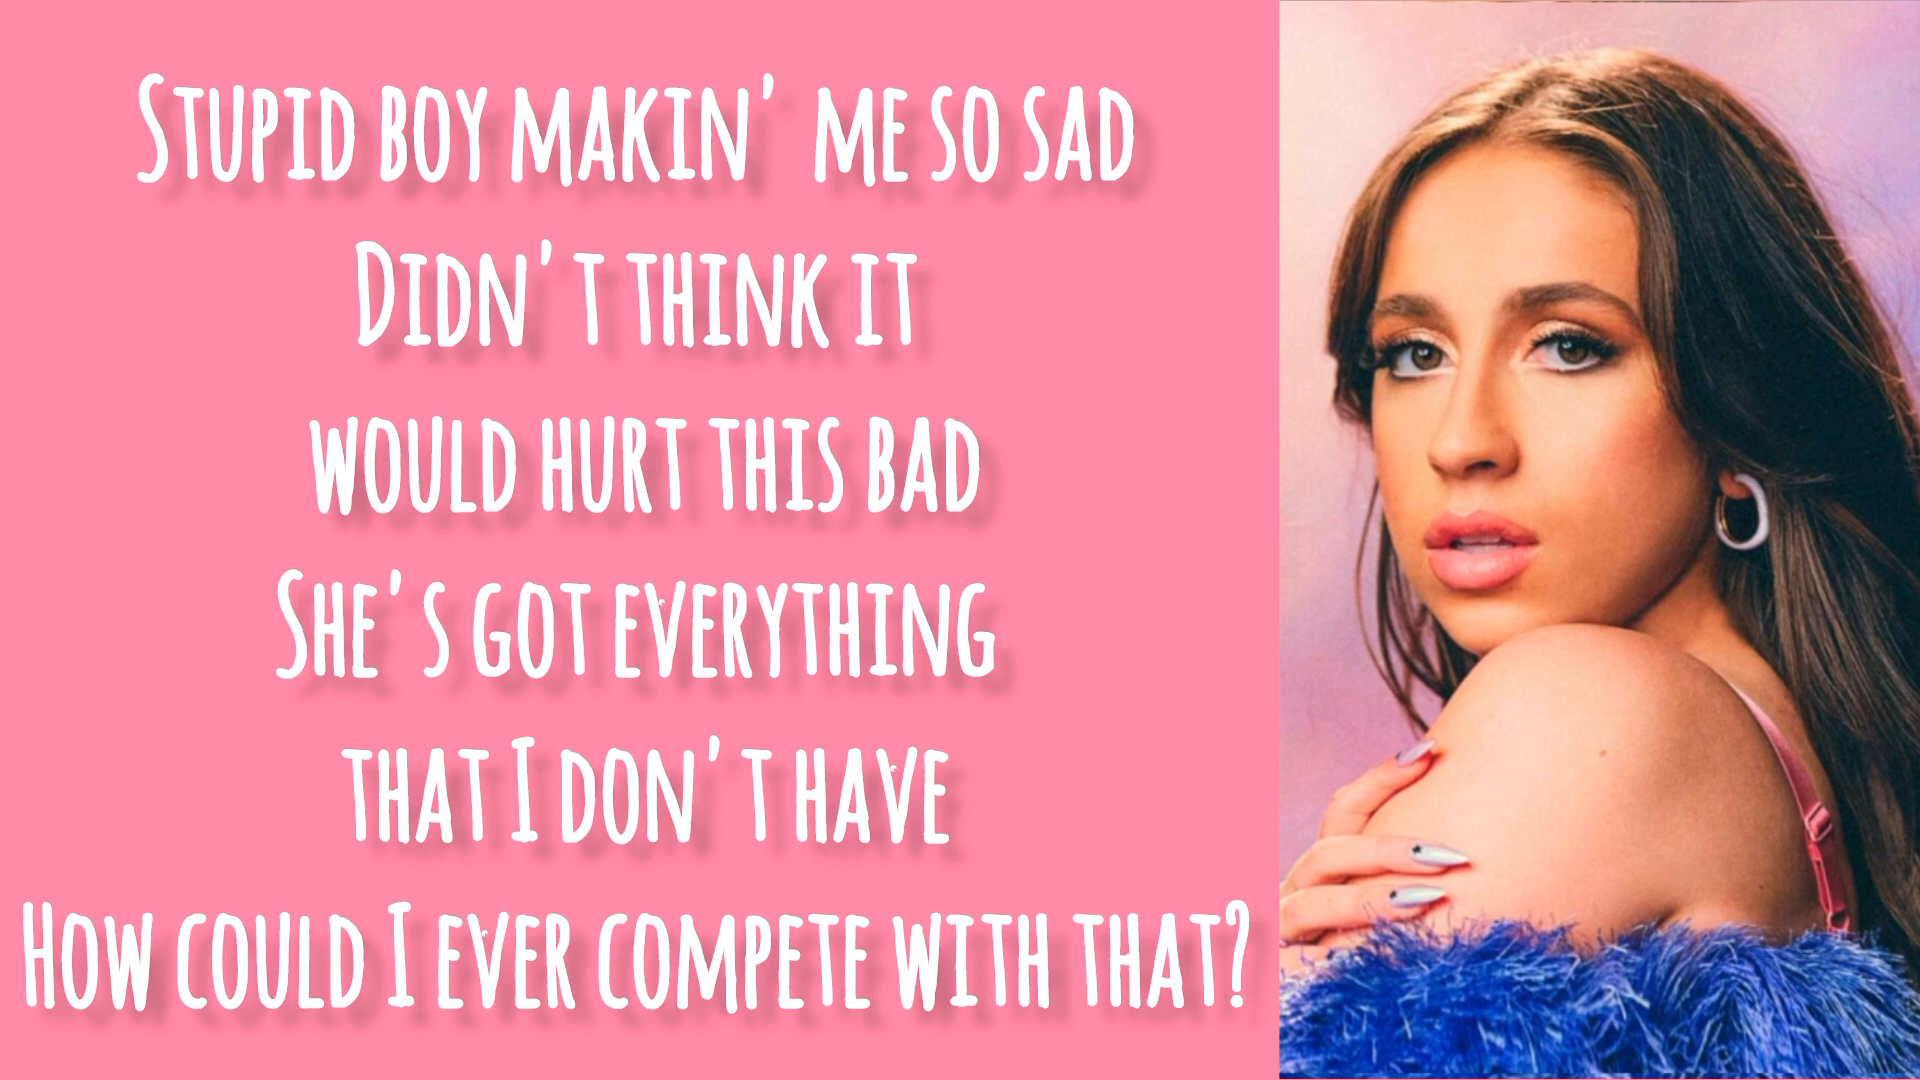 Stupid boy makin' me so sad
Didn't think it
would hurt this bad
She's got everything
that I don't have
How could I ever compete with that?